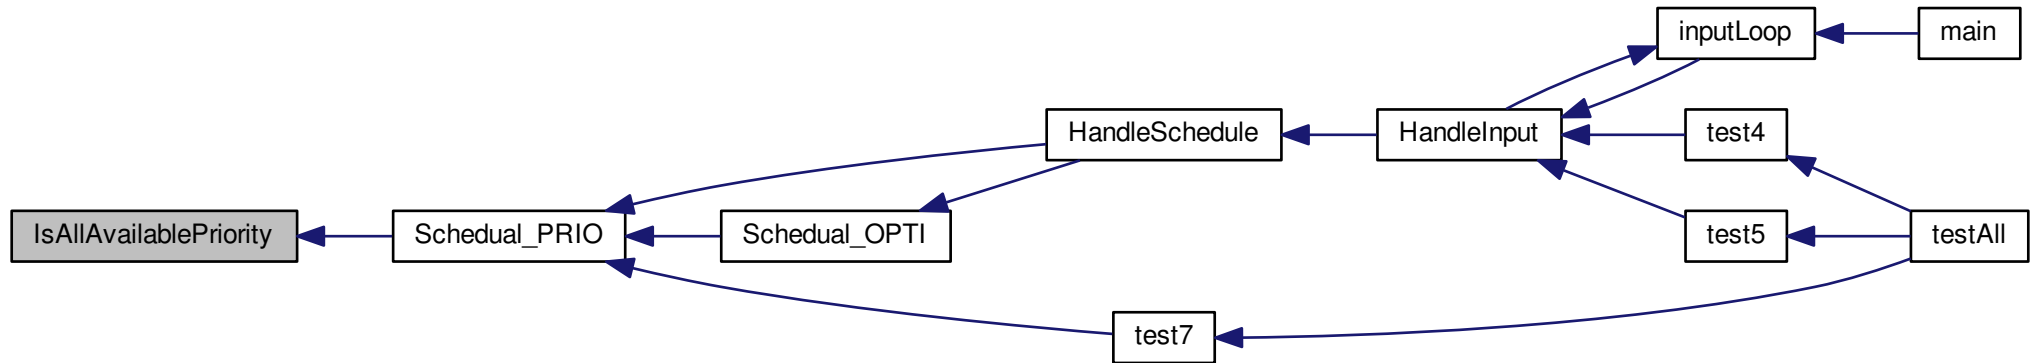 inputLoop
main
HandleSchedule
HandleInput
test4
IsAllAvailablePriority
Schedual_PRIO
Schedual_OPTI
test5
testAll
test7